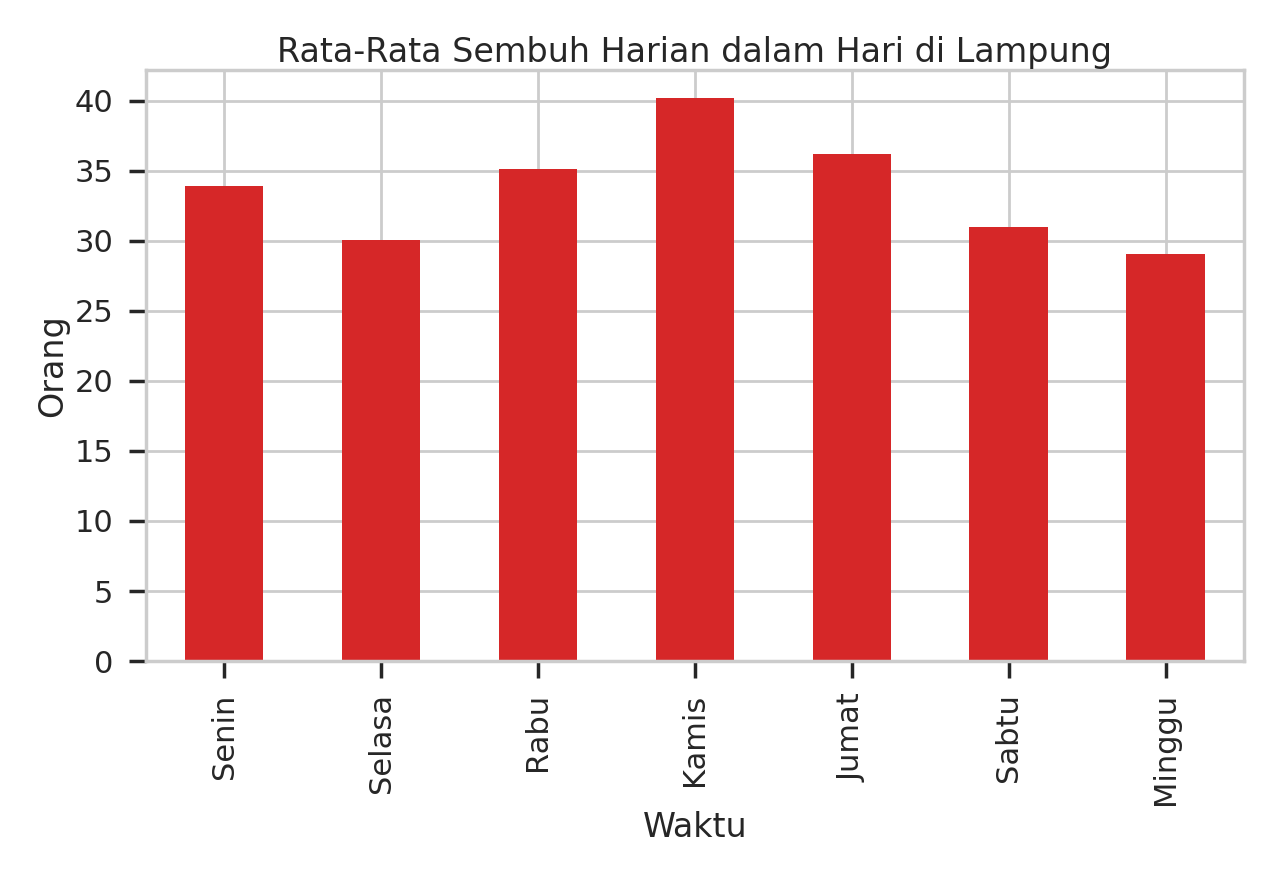 Rata-Rata Sembuh Harian dalam Hari di Lampung
Orang
40
35
30
25
20
15
10
5
0
Senin
Selasa
Rabu
Kamis
Jumat
Sabtu
Minggu
Waktu